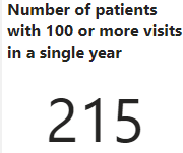 Number of patients
with 100 or more visits
in a single year
215